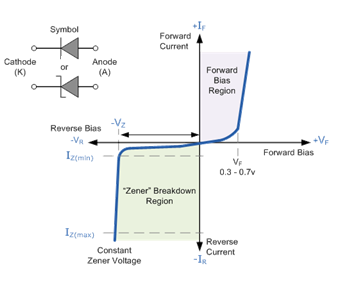 Symbol
Cathode
(K)
or
Anode
(A)
+IF
Forward
Current
Forward
Bias
Region
Reverse Bias
-VZ
-VR
+VF
Forward Bias
IZ(min)
VF
0.3 - 0.7v
"Zener" Breakdown
Region
IZ(max)
Constant
Zener Voltage
Reverse
Current
-IR